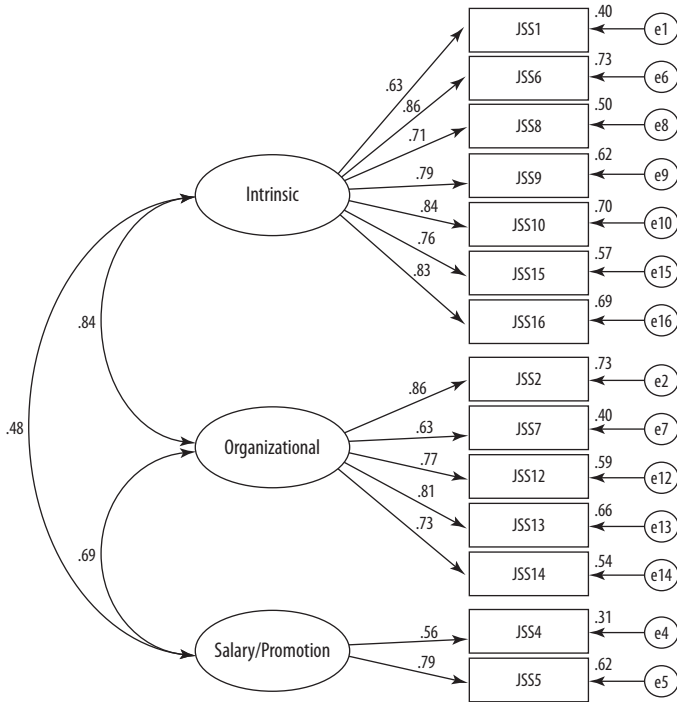 .40
JSS1
e1
.73
JSS6
e6
.63
.86
.50
JSS8
e8
.71
.62
JSS9
e9
.79
Intrinsic
.84
.70
JSS10
e10
.76
.57
JSS15
e15
.83
.69
JSS16
e16
.84
.73
JSS2
e2
.86
.40
JSS7
e7
.63
.48
Organizational
.77
.59
JSS12
e12
.81
.66
JSS13
e13
.73
.54
JSS14
e14
.69
.31
JSS4
e4
.56
Salary/Promotion
.79
.62
JSS5
e5